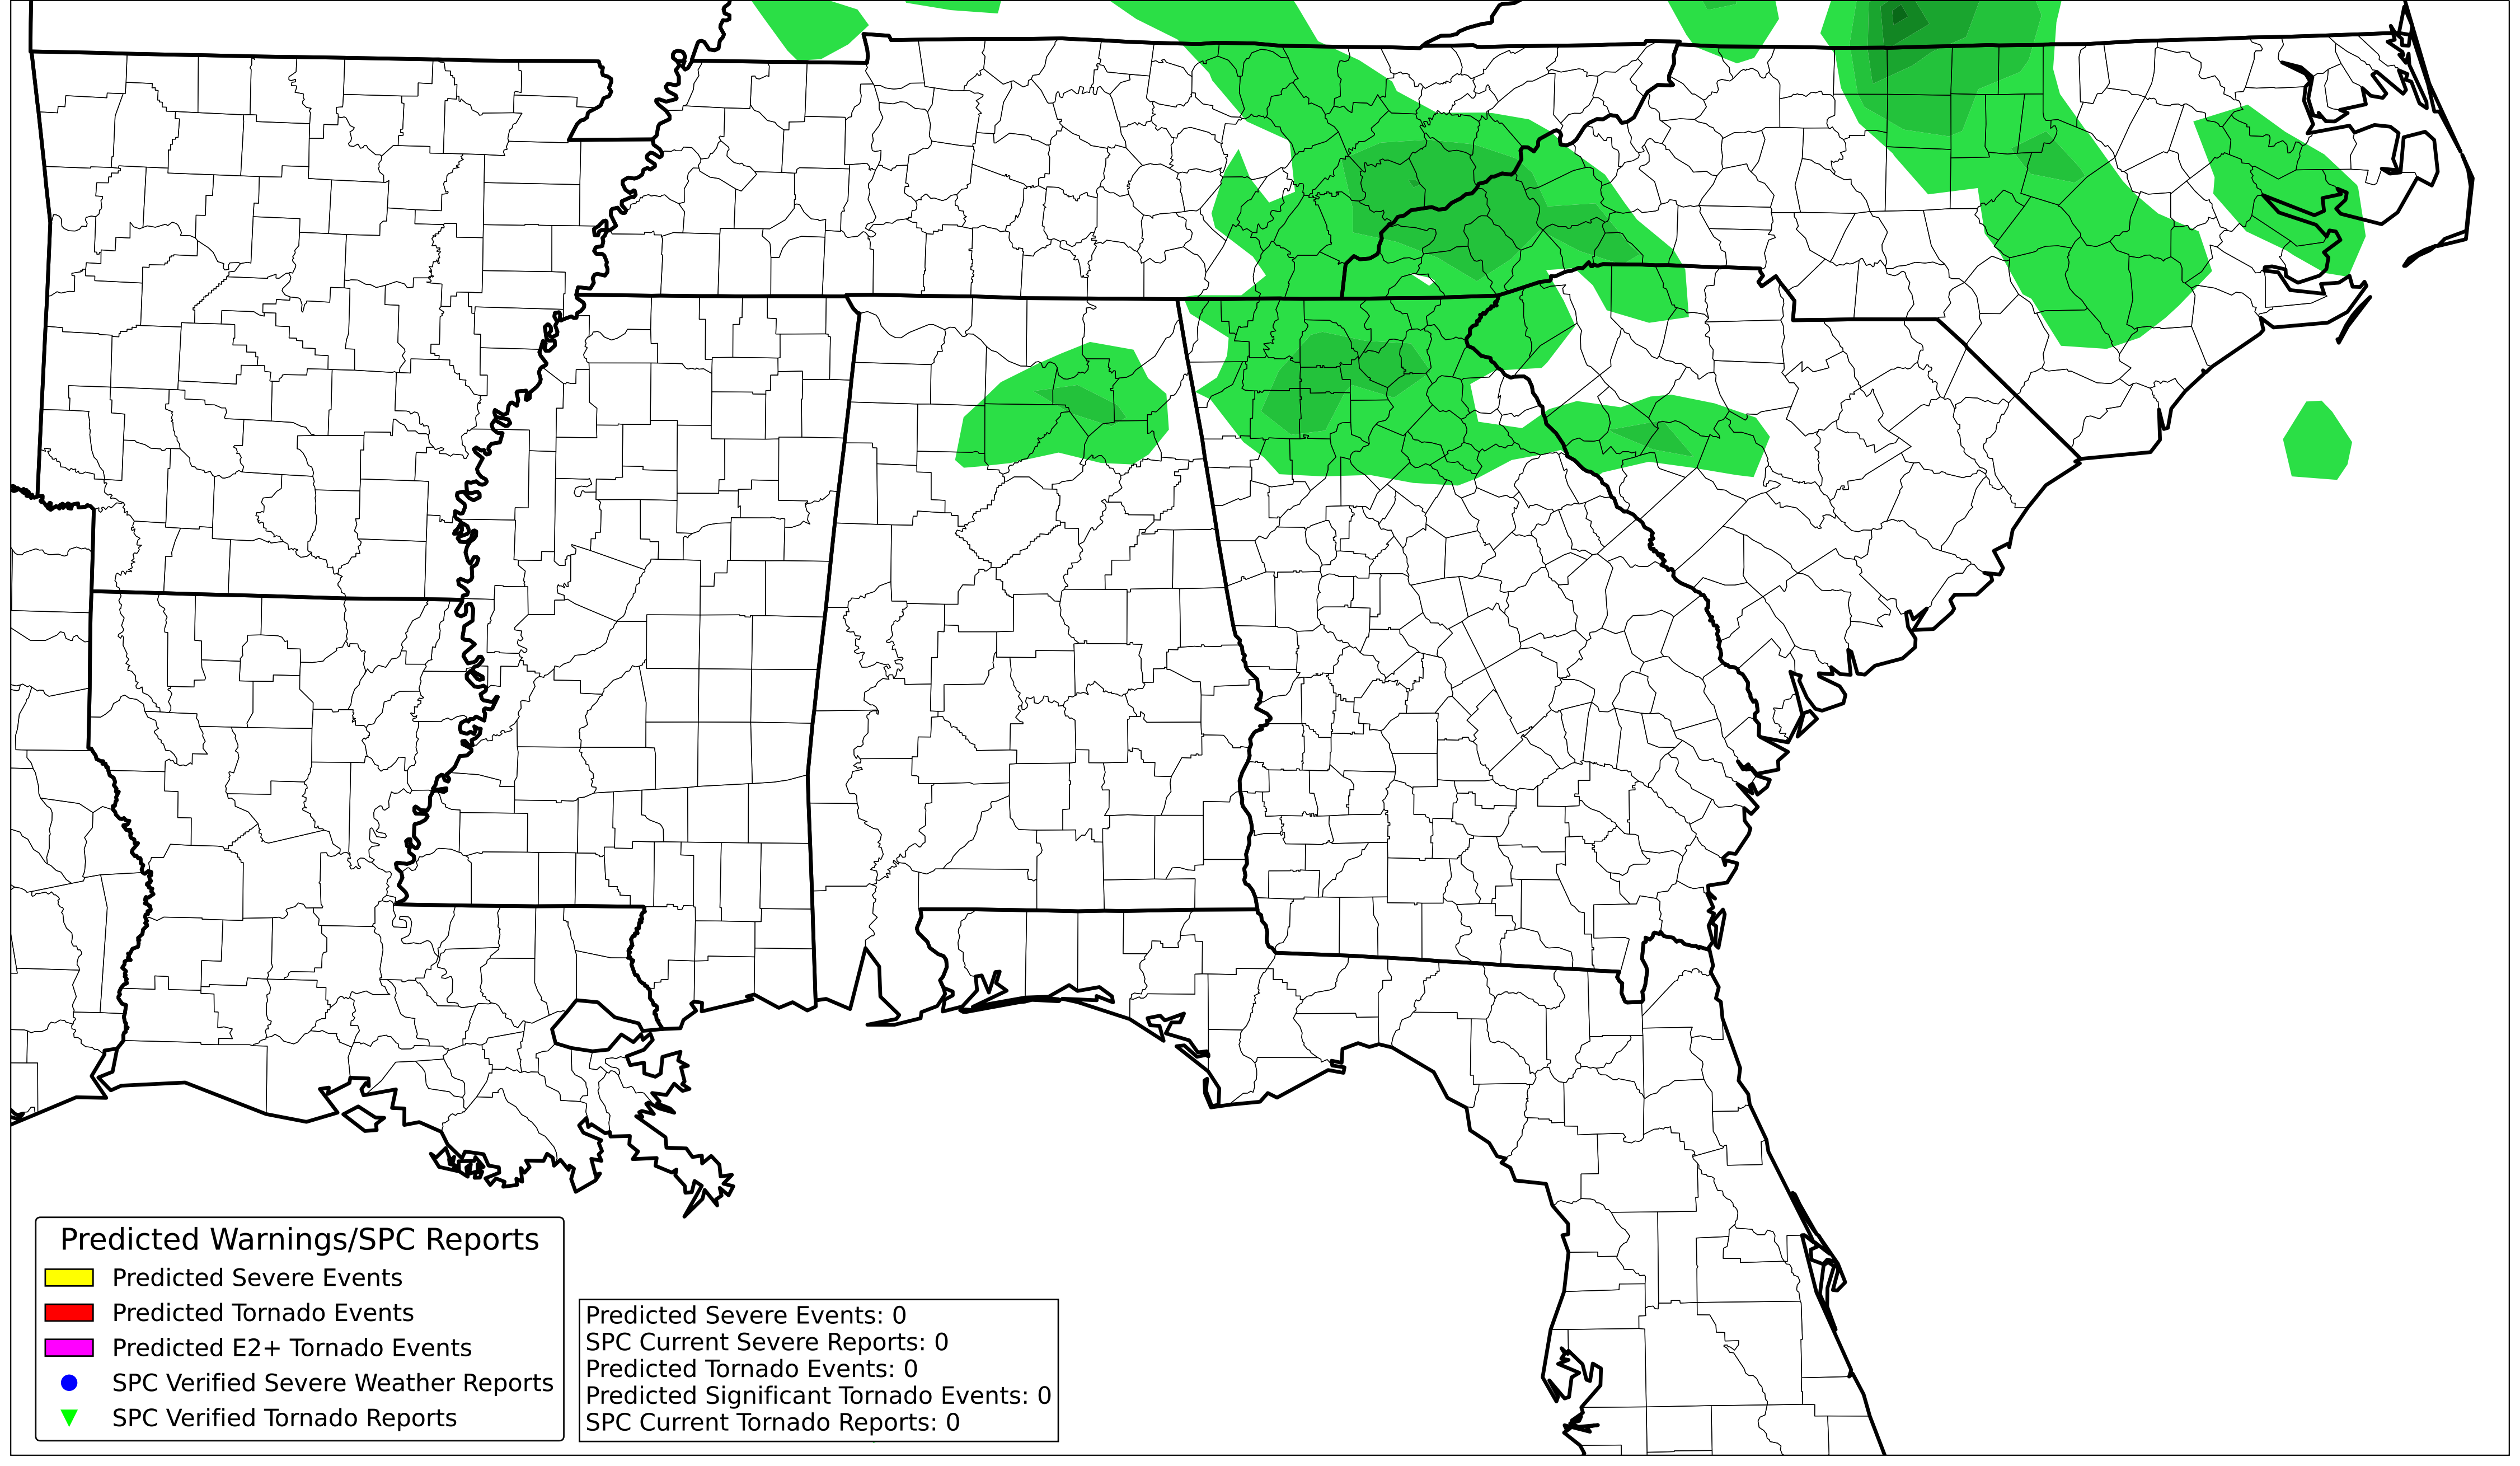 Predicted Warnings/SPC Reports
Predicted Severe Events
Predicted Tornado Events
Predicted E2+ Tornado Events
SPC Verified Severe Weather Reports
SPC Verified Tornado Reports
Predicted Severe Events: 0
SPC Current Severe Reports: 0
Predicted Tornado Events: 0
Predicted Significant Tornado Events: 0
SPC Current Tornado Reports: 0